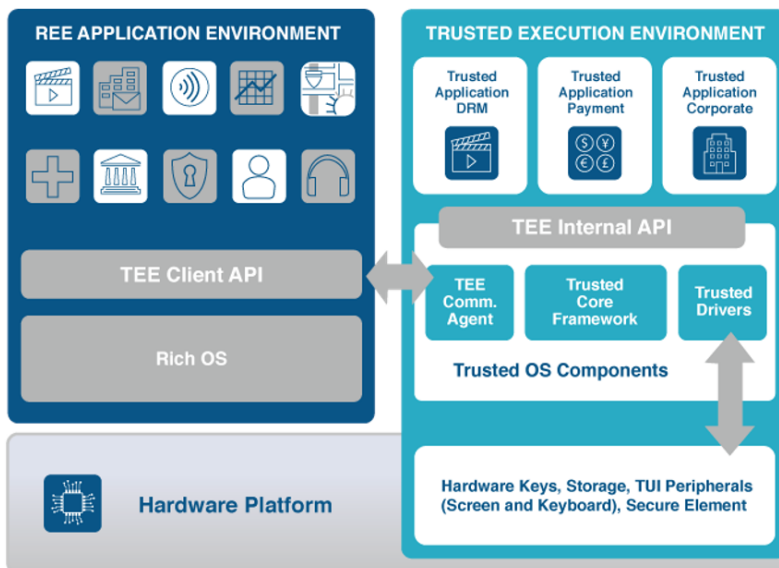 REE APPLICATION ENVIRONMENT
TEE Client API
Rich OS
TRUSTED EXECUTION ENVIRONMENT
Trusted
Application
DRM
Trusted
Application
Payment
$ ¥
€ £
Trusted
Application
Corporate
TEE Internal API
TEE
Comm.
Agent
Trusted
Core
Framework
Trusted
Drivers
Trusted OS Components
Hardware Platform
Hardware Keys, Storage, TUI Peripherals
(Screen and Keyboard), Secure Element